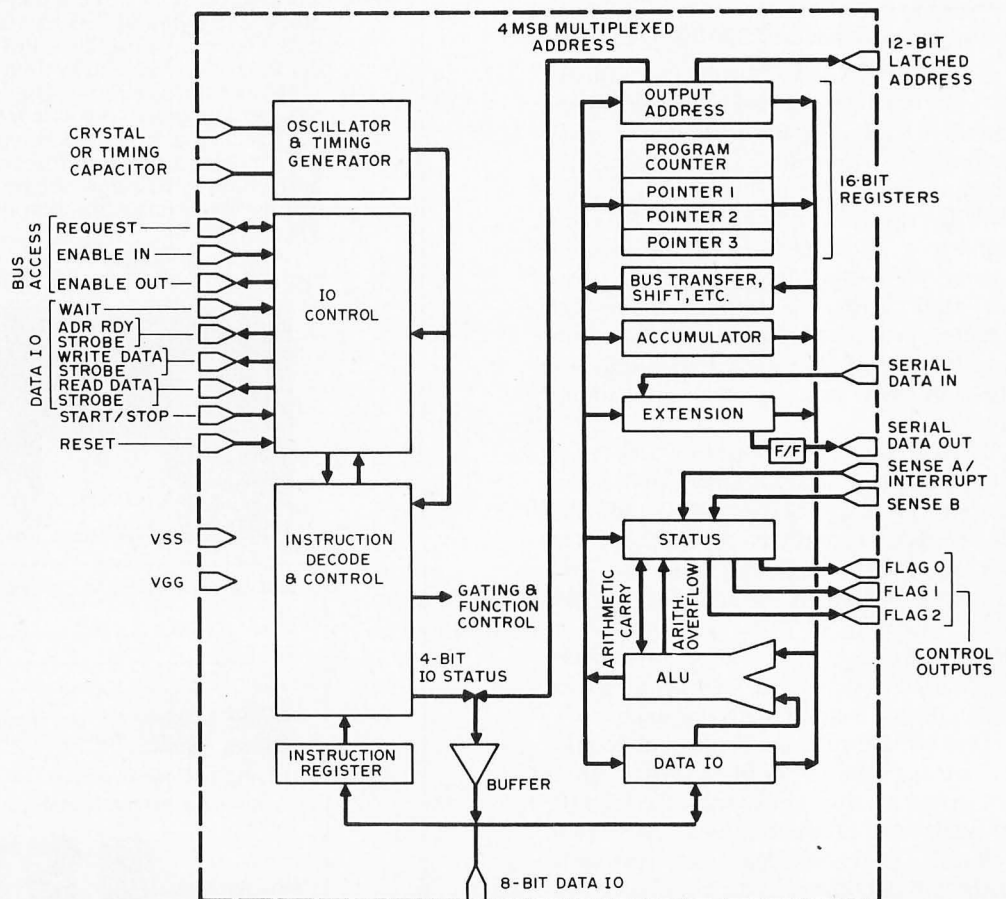 4MSB MULTIPLEXED
ADDRESS
12-BIT
LATCHED
ADDRESS
CRYSTAL
OR TIMING
CAPACITOR
OSCILLATOR
& TIMING
GENERATOR
OUTPUT
ADDRESS
PROGRAM
COUNTER
POINTER 1
POINTER 2
POINTER 3
16-BIT
REGISTERS
BUS
ACCESS
REQUEST
ENABLE IN
ENABLE OUT
IO
CONTROL
BUS TRANSFER,
SHIFT, ETC.
DATA IO
WAIT
ADR RDY
STROBE
WRITE DATA
STROBE
READ DATA
STROBE
START/STOP
RESET
ACCUMULATOR
SERIAL
DATA IN
EXTENSION
F/F
SERIAL
DATA OUT
SENSE A/
INTERRUPT
SENSE B
VSS
VGG
INSTRUCTION
DECODE
& CONTROL
GATING &
FUNCTION
CONTROL
STATUS
FLAG 0
FLAG 1
FLAG 2
CONTROL
OUTPUTS
ARITHMETIC
CARRY
ARITH.
OVERFLOW
4-BIT
IO STATUS
ALU
INSTRUCTION
REGISTER
BUFFER
DATA IO
8-BIT DATA IO